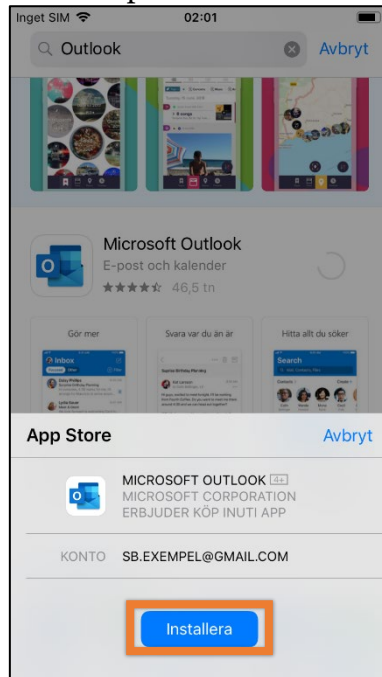 Inget SIM 02:01
Outlook Avbryt
Microsoft Outlook
E-post och kalender
46,5 tn
Gör mer Svara var du än är Hitta allt du söker
Inbox
Search
App Store Avbryt
MICROSOFT OUTLOOK 4+
MICROSOFT CORPORATION
ERBJUDER KÖP INUTI APP
KONTO SB.EXEMPEL@GMAIL.COM
Installera